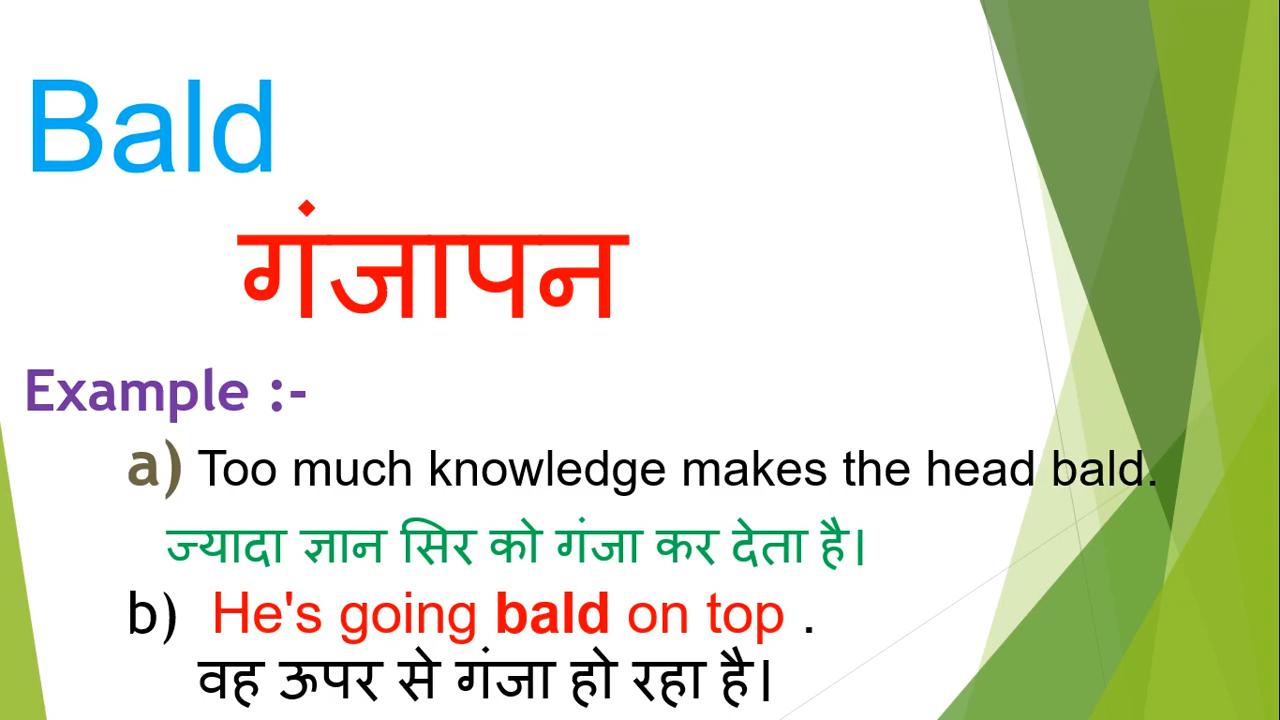 Bald
गंजापन
Example :-
a) Too much knowledge makes the head bald.
ज्यादा ज्ञान सिर को गंजा कर देता है।
b) He's going bald on top .
वह ऊपर से गंजा हो रहा है।